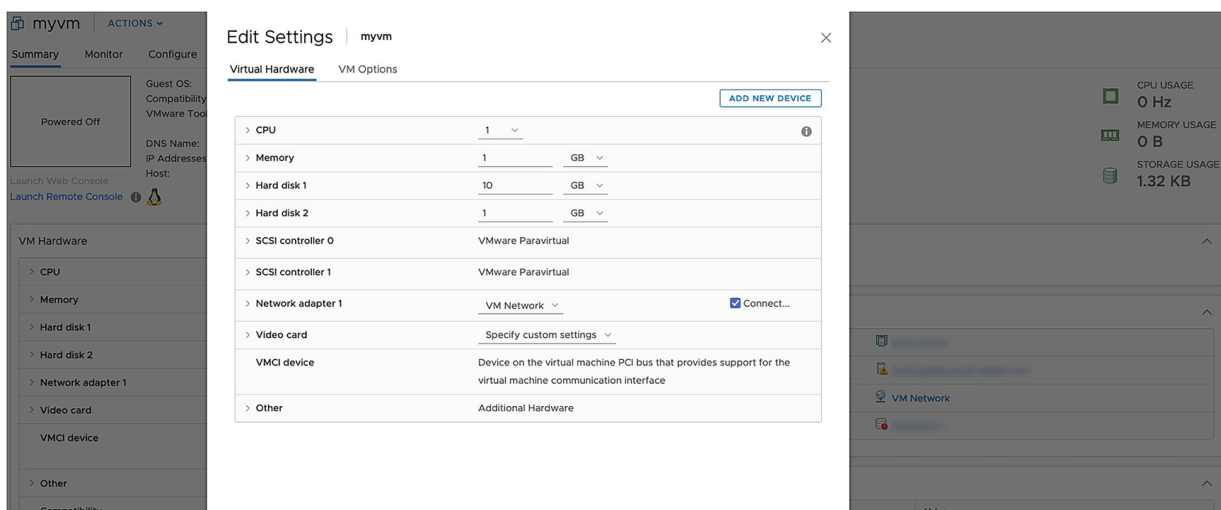 myvm
ACTIONS
Summary Monitor Configure
Powered Off
Guest OS:
Compatibility
VMware Tool
DNS Name:
IP Addresses
Host:
Launch Web Console
Launch Remote Console
CPU USAGE
0 Hz
MEMORY USAGE
0 B
STORAGE USAGE
1.32 KB
VM Hardware
CPU
Memory
Hard disk 1
Hard disk 2
Network adapter 1
Video card
VMCI device
Other
Edit Settings myvm
Virtual Hardware VM Options
ADD NEW DEVICE
CPU 1
Memory 1 GB
Hard disk 1 10 GB
Hard disk 2 1 GB
SCSI controller 0 VMware Paravirtual
SCSI controller 1 VMware Paravirtual
Network adapter 1 VM Network Connect...
Video card Specify custom settings
VMCI device Device on the virtual machine PCI bus that provides support for the
virtual machine communication interface
Other Additional Hardware
VM Network